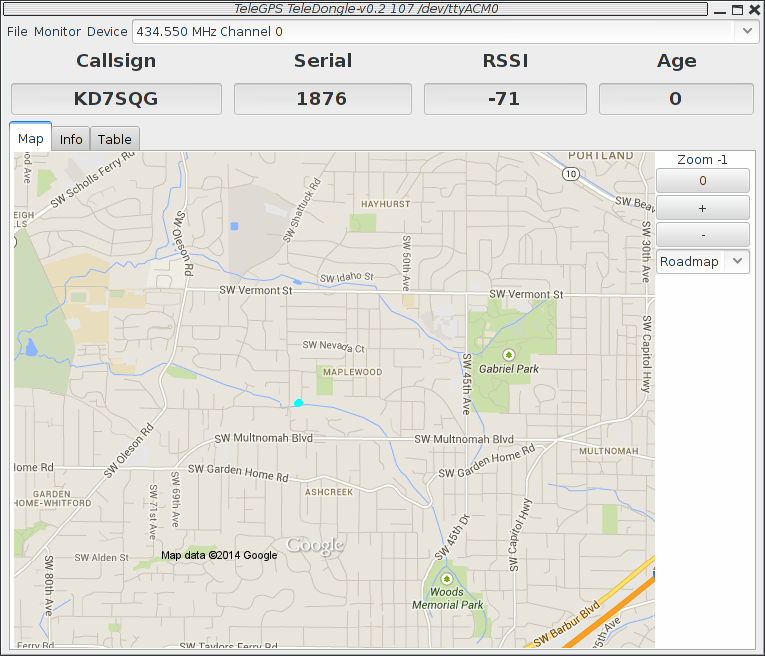 TeleGPS TeleDongle-v0.2 107 /dev/ttyACM0
File Monitor Device 434.550 MHz Channel 0
Callsign Serial RSSI Age
KD7SQG 1876 -71 0
Map Info Table
Zoom -1
0
+
-
Roadmap
PORTLAND
10
SW Scholls Ferry Rd
SW Oleson Rd
SW Shattuck Rd
HAYHURST
SW Beav
SW 30th Ave
SW 50th Ave
SW Idaho St
SW Vermont St
SW Vermont St
SW Nevada Ct
MAPLEWOOD
SW 45th Ave
Gabriel Park
SW Capitol Hwy
SW Oleson Rd
SW Multnomah Blvd
SW Multnomah Blvd
MULTNOMAH
lome Rd
SW Garden Home Rd
SW Garden Home Rd
GARDEN
HOME-WHITFORD
SW 71st Ave
SW 69th Ave
ASHCREEK
SW 45th Dr
SW Capitol Hwy
SW Alden St
Map data ©2014 Google
Google
SW 80th Ave
Woods
Memorial Park
SW Barbur Blvd
5th Ave
Ferry Rd
SW Taylors Ferry Rd